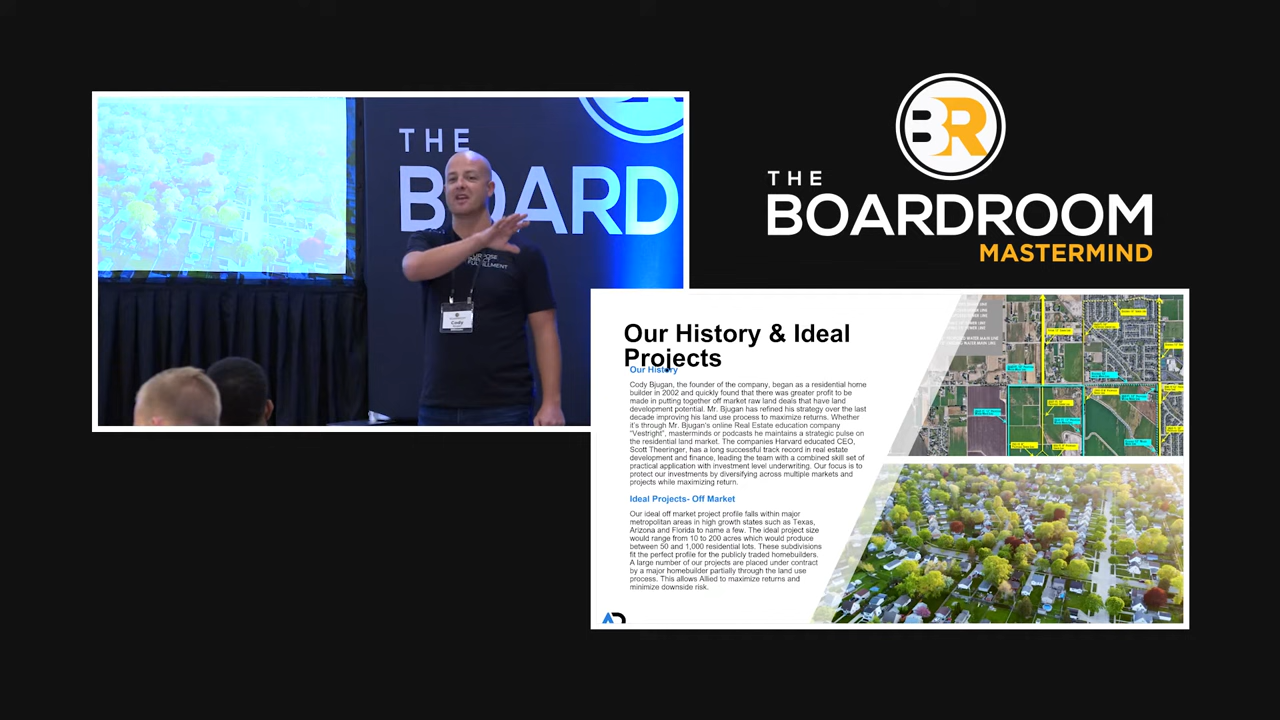 THE
BOARD
PURPOSE
FULFILLMENT
Cody
BR
THE
BOARDROOM
MASTERMIND
Our History & Ideal
Projects
Our History
Cody Bjugan, the founder of the company, began as a residential home
builder in 2002 and quickly found that there was greater profit to be
made in putting together off market raw land deals that have land
development potential. Mr. Bjugan has refined his strategy over the last
decade improving his land use process to maximize returns. Whether
it's through Mr. Bjugan's online Real Estate education company
"Vestright", masterminds or podcasts he maintains a strategic pulse on
the residential land market. The companies Harvard educated CEO,
Scott Theeringer, has a long successful track record in real estate
development and finance, leading the team with a combined skill set of
practical application with investment level underwriting. Our focus is to
protect our investments by diversifying across multiple markets and
projects while maximizing return.
Ideal Projects- Off Market
Our ideal off market project profile falls within major
metropolitan areas in high growth states such as Texas,
Arizona and Florida to name a few. The ideal project size
would range from 10 to 200 acres which would produce
between 50 and 1,000 residential lots. These subdivisions
fit the perfect profile for the publicly traded homebuilders.
A large number of our projects are placed under contract
by a major homebuilder partially through the land use
process. This allows Allied to maximize returns and
minimize downside risk.